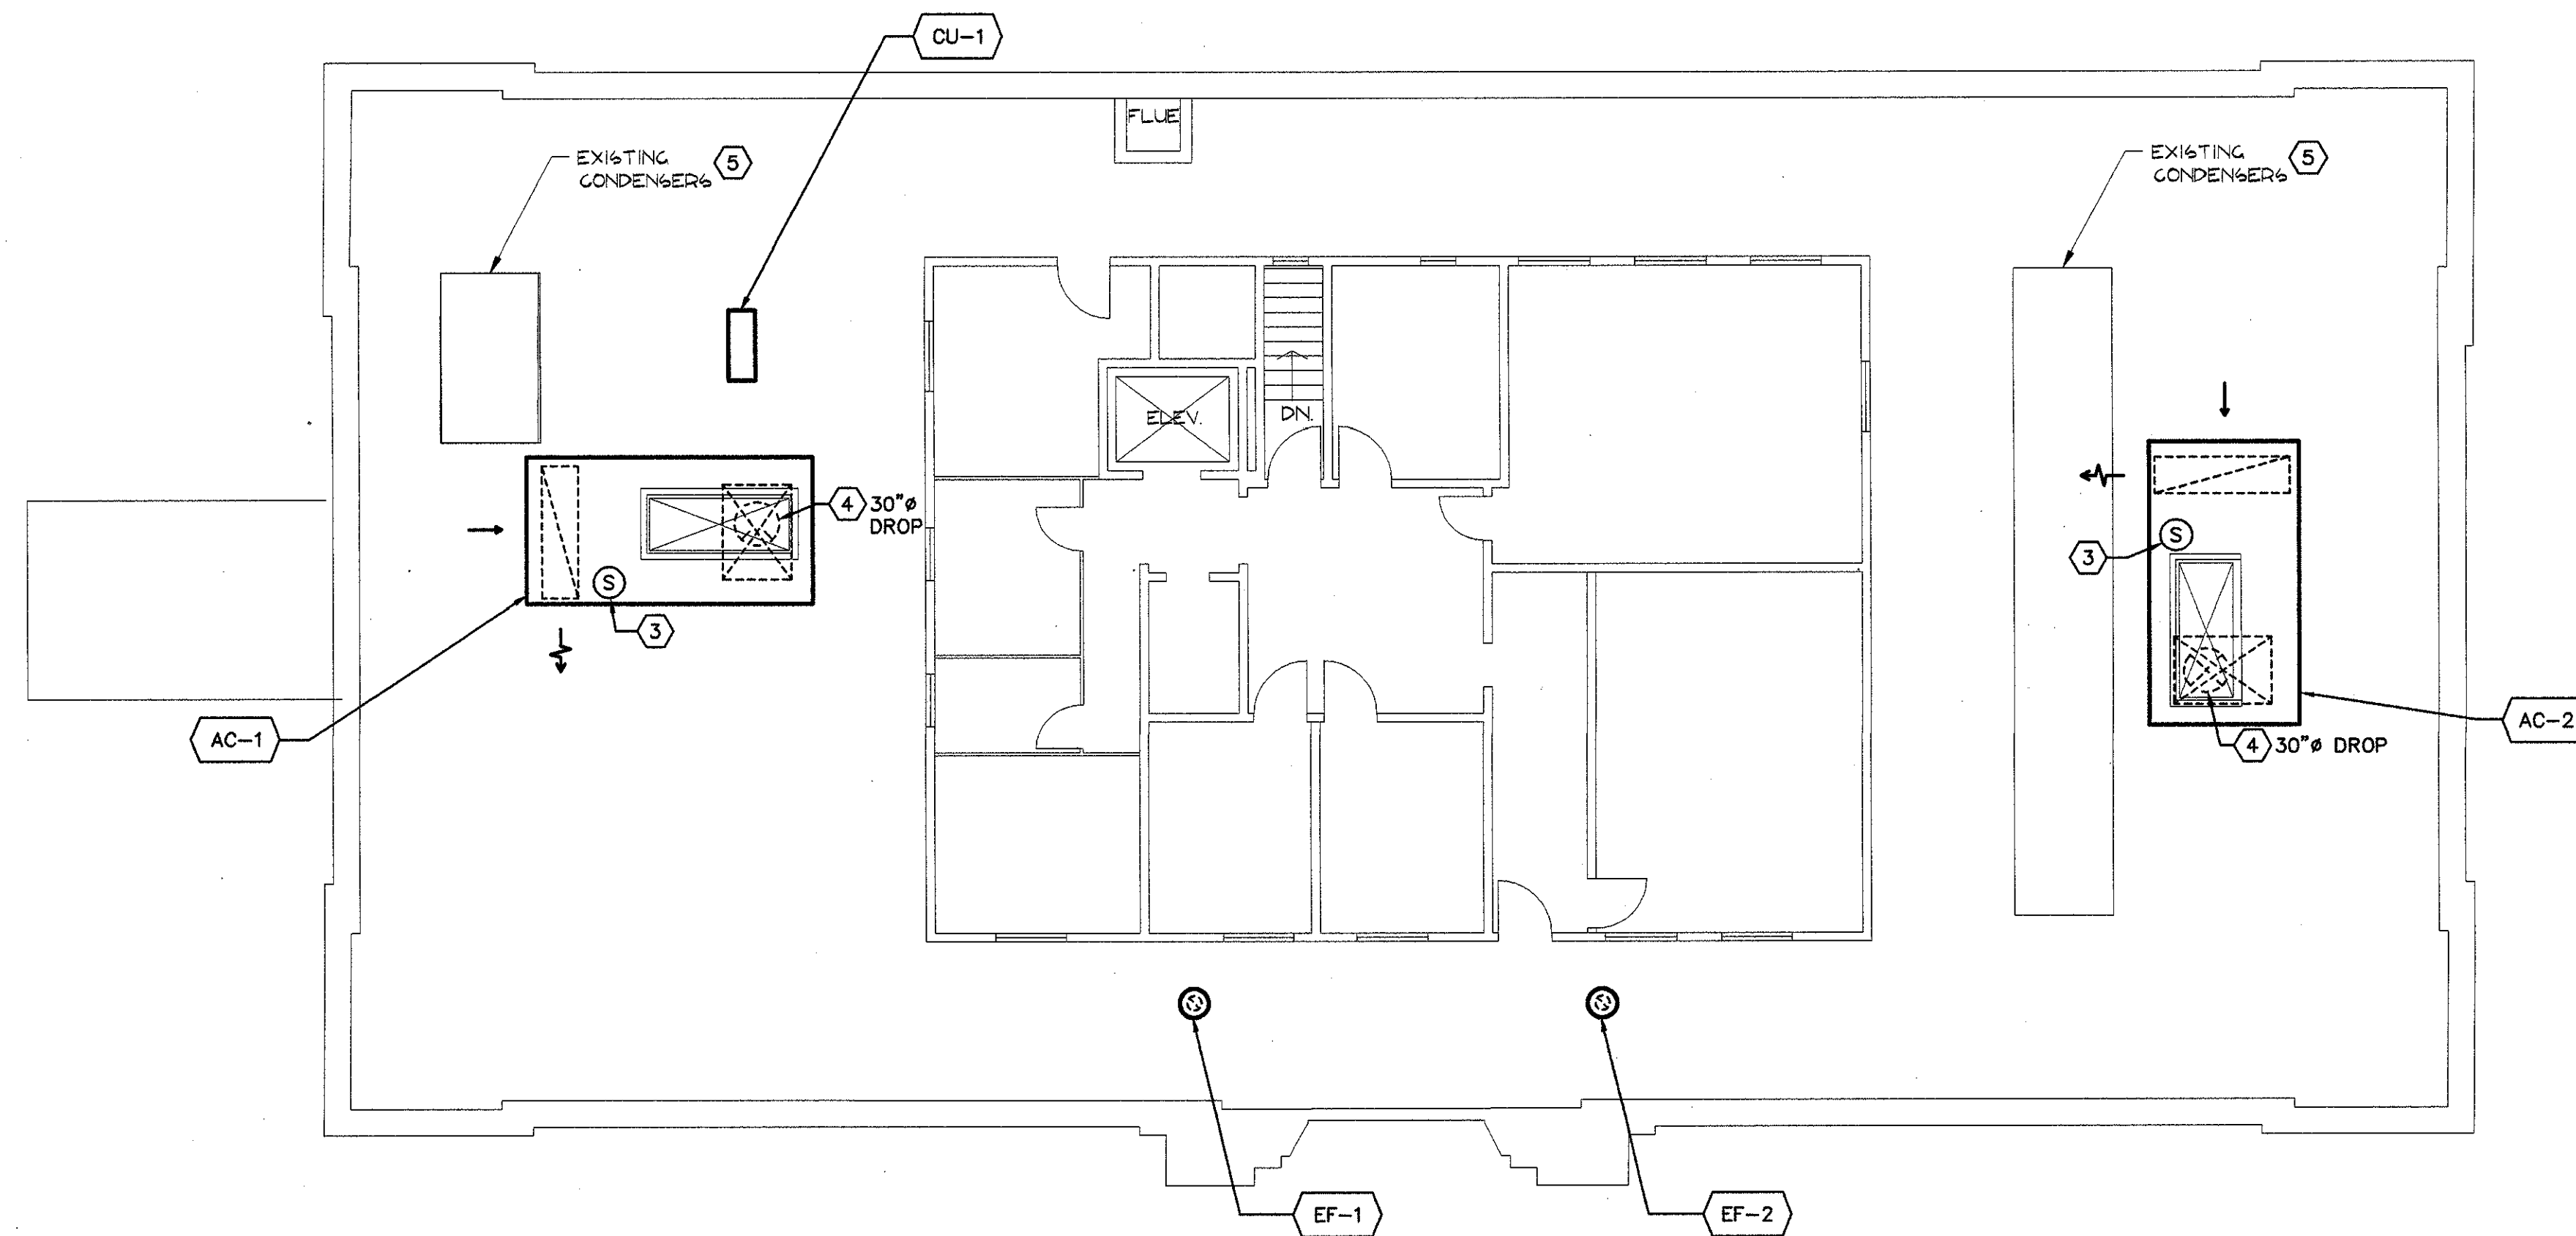 CU-1
FLUE
EXISTING
CONDENSERS
5
EXISTING
CONDENSERS
5
ELEV.
DN.
4 30"ø
DROP
S
3
S
3
AC-1
AC-2
4 30"ø DROP
EF-1
EF-2